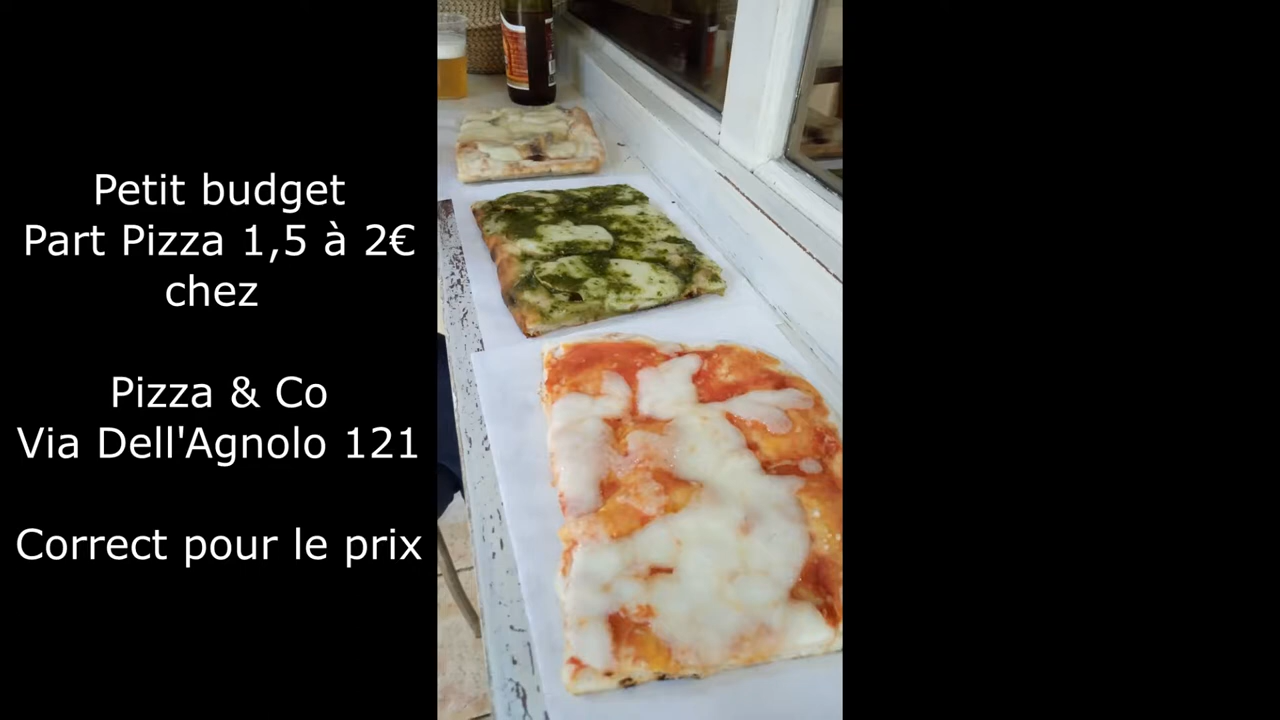 Petit budget
Part Pizza 1,5 à 2€
chez
Pizza & Co
Via Dell'Agnolo 121
Correct pour le prix